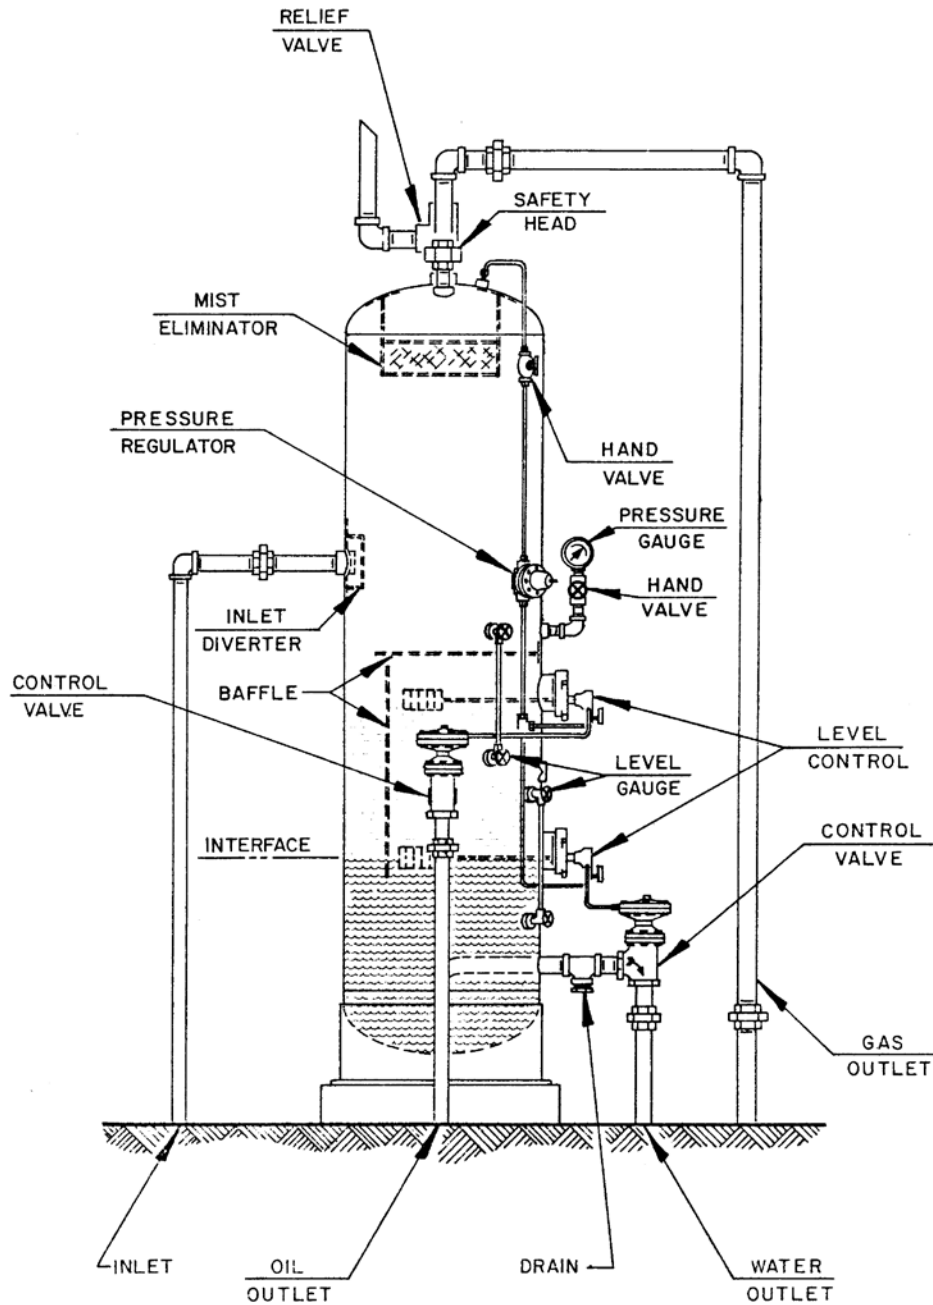 RELIEF
VALVE
SAFETY
HEAD
MIST
ELIMINATOR
PRESSURE
REGULATOR
HAND
VALVE
PRESSURE
GAUGE
HAND
VALVE
INLET
DIVERTER
CONTROL
VALVE
BAFFLE
LEVEL
GAUGE
LEVEL
CONTROL
INTERFACE
CONTROL
VALVE
GAS
OUTLET
INLET
OIL
OUTLET
DRAIN
WATER
OUTLET